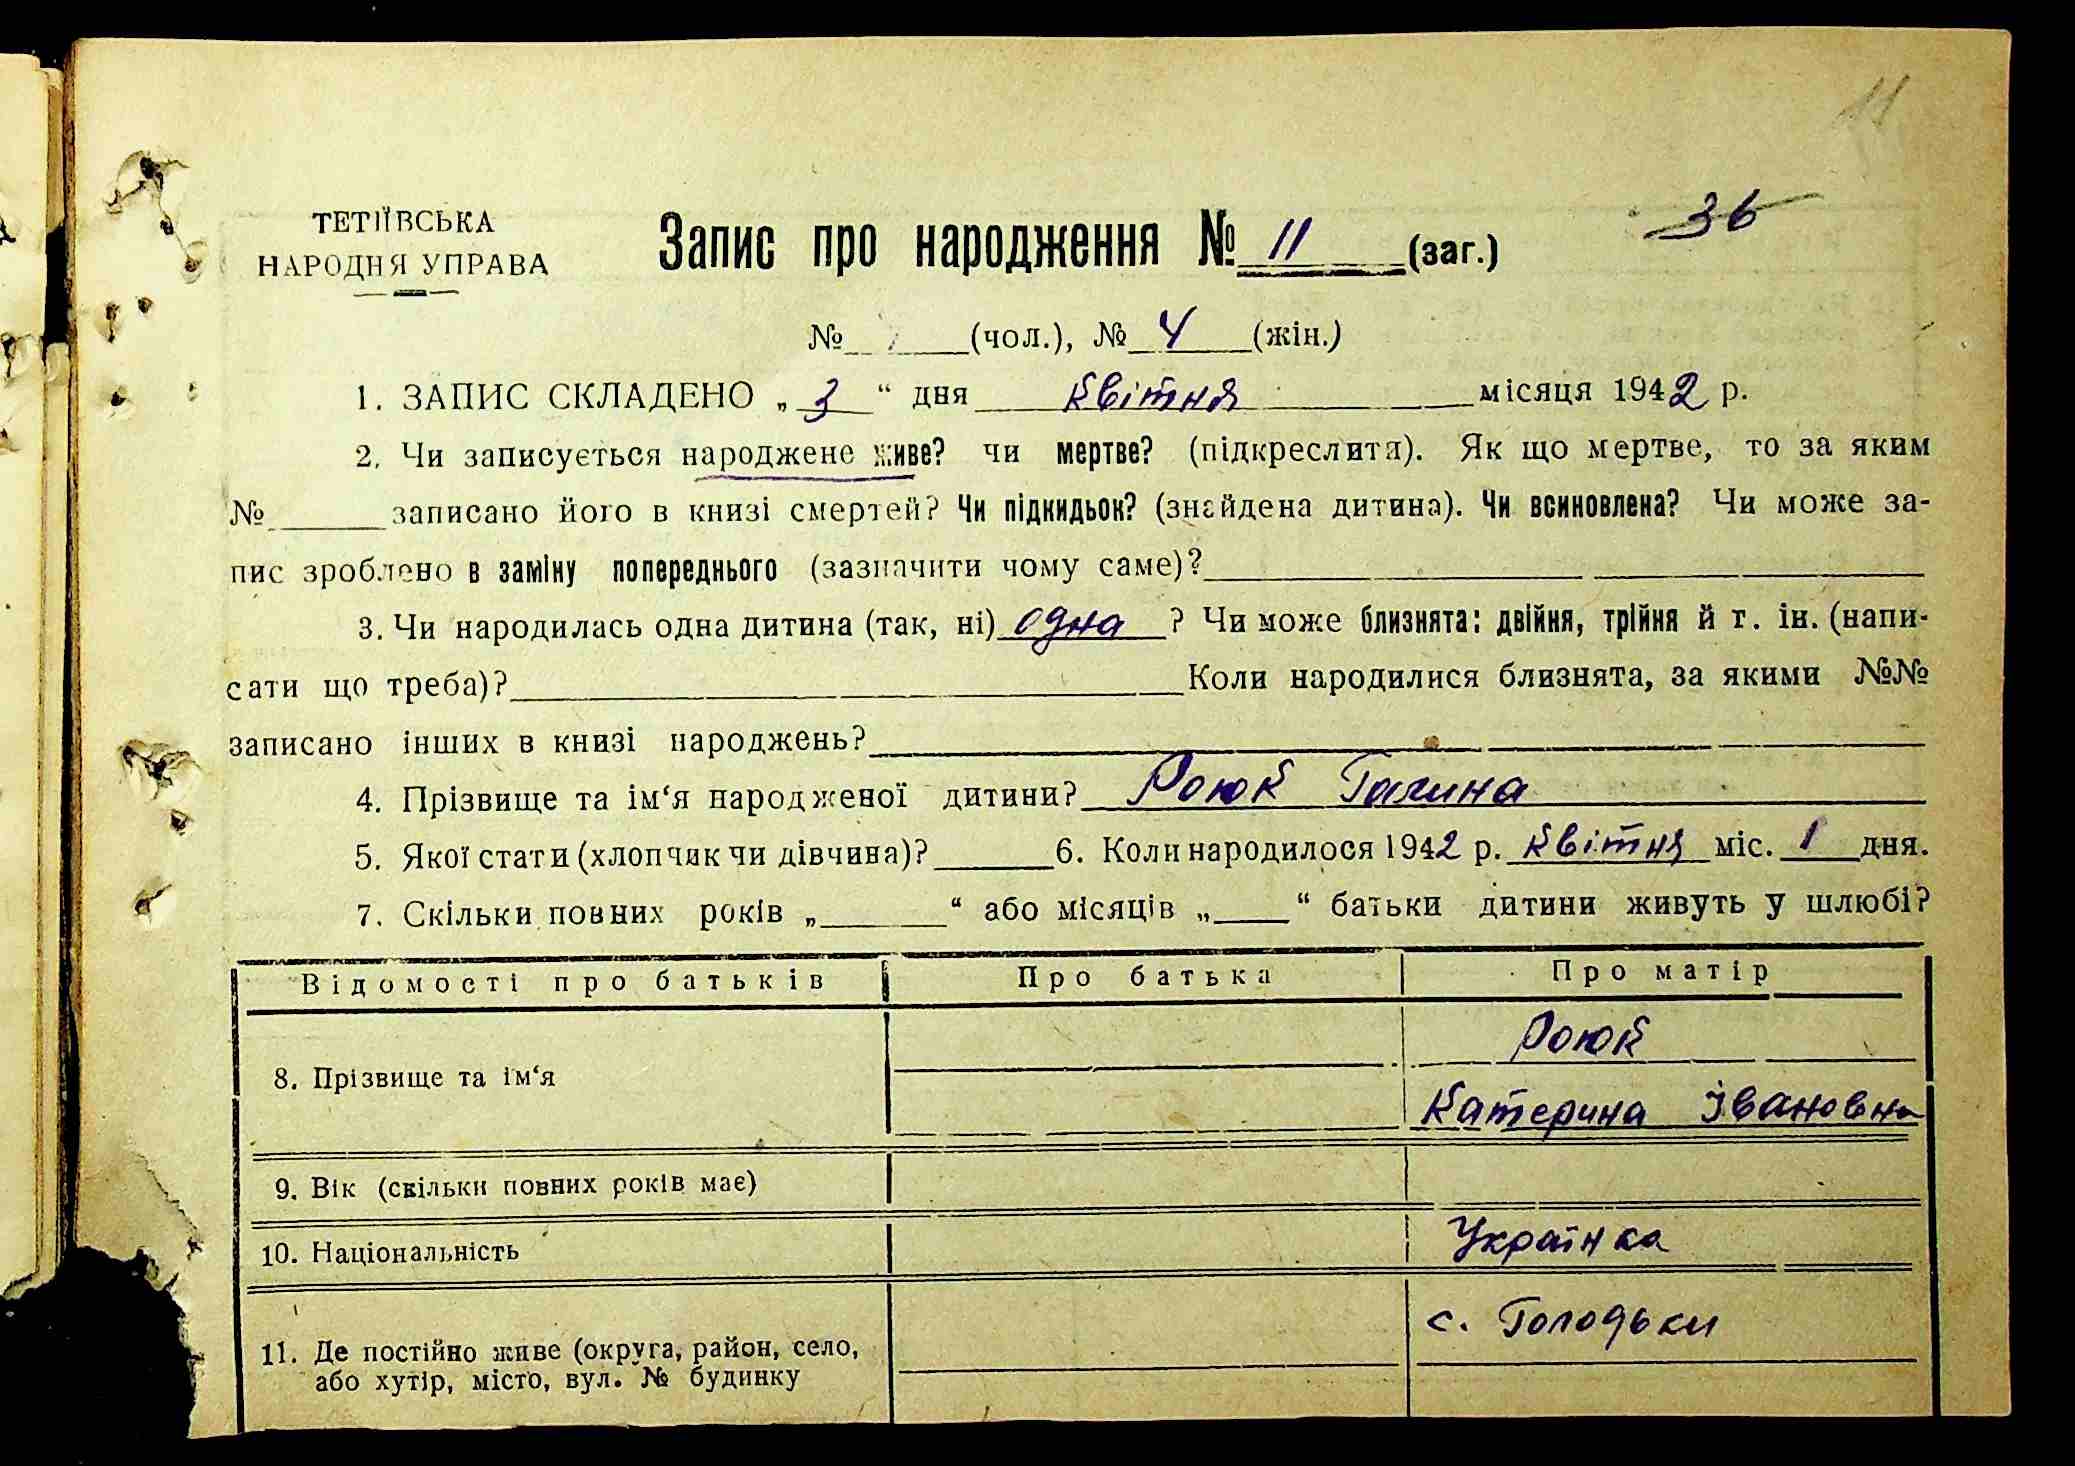 11
ТЕТІЇВСЬКА
НАРОДНЯ УПРАВА
Запис про народження № 11 (заг.)
36
№ (чол.), № 4 (жін.)
1. ЗАПИС СКЛАДЕНО „ 3 “ дня Квітня місяця 1942 р.
2. Чи записується народжене живе? чи мертве? (підкреслити). Як що мертве, то за яким
№ записано його в книзі смертей? Чи підкидьок? (знайдена дитина). Чи всиновлена? Чи може за-
пис зроблено в заміну попереднього (зазначити чому саме)?
3. Чи народилась одна дитина (так, ні) одна ? Чи може близнята: двійня, трійня й т. ін. (напи-
сати що треба)? Коли народилися близнята, за якими №№
записано інших в книзі народжень?
4. Прізвище та ім‘я народженої дитини? Роюк Галина
5. Якої стати (хлопчик чи дівчина)? 6. Коли народилося 1942 р. Квітня міс. 1 дня.
7. Скільки повних років „ “ або місяців „ “ батьки дитини живуть у шлюбі?
Відомості про батьків Про батька Про матір
8. Прізвище та ім‘я Роюк
Катерина Івановна
9. Вік (скільки повних років має)
10. Національність Українка
11. Де постійно живе (округа, район, село, с. Голодьки
або хутір, місто, вул. № будинку